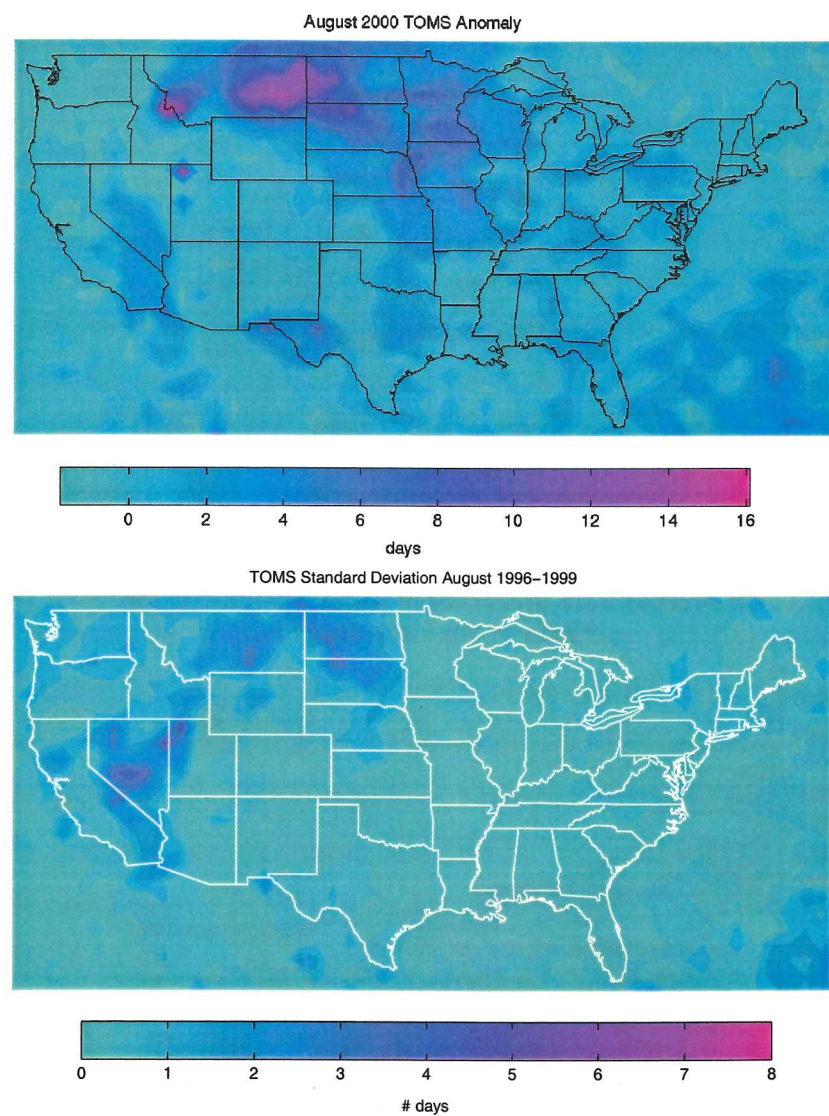 August 2000 TOMS Anomaly
0 2 4 6 8 10 12 14 16
days
TOMS Standard Deviation August 1996–1999
0 1 2 3 4 5 6 7 8
# days